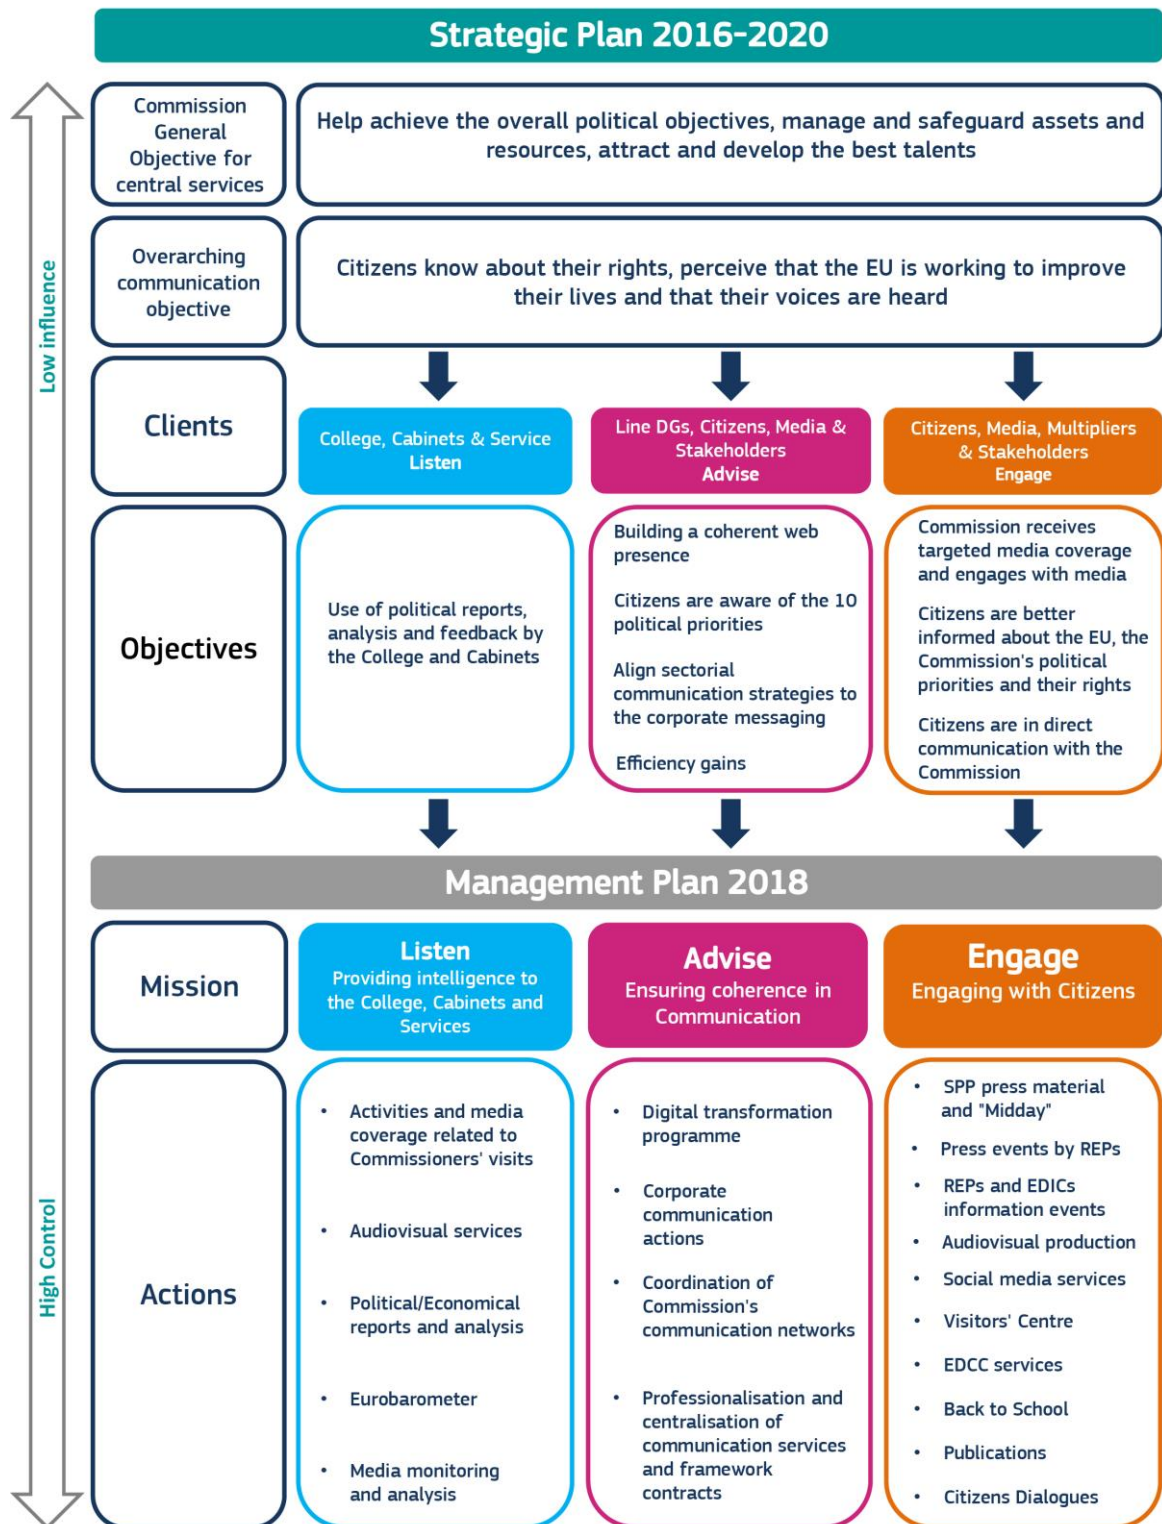 Strategic Plan 2016-2020
Commission
General
Objective for
central services
Help achieve the overall political objectives, manage and safeguard assets and
resources, attract and develop the best talents
Low influence
Overarching
communication
objective
Citizens know about their rights, perceive that the EU is working to improve
their lives and that their voices are heard
Clients
College, Cabinets & Service
Listen
Line DGs, Citizens, Media &
Stakeholders
Advise
Citizens, Media, Multipliers
& Stakeholders
Engage
Objectives
Use of political reports,
analysis and feedback by
the College and Cabinets
Building a coherent web
presence
Citizens are aware of the 10
political priorities
Align sectorial
communication strategies to
the corporate messaging
Efficiency gains
Commission receives
targeted media coverage
and engages with media
Citizens are better
informed about the EU, the
Commission's political
priorities and their rights
Citizens are in direct
communication with the
Commission
Management Plan 2018
Mission
Listen
Providing intelligence to
the College, Cabinets and
Services
Advise
Ensuring coherence in
Communication
Engage
Engaging with Citizens
High Control
Actions
• Activities and media
coverage related to
Commissioners' visits
• Audiovisual services
• Political/Economical
reports and analysis
• Eurobarometer
• Media monitoring
and analysis
• Digital transformation
programme
• Corporate
communication
actions
• Coordination of
Commission's
communication networks
• Professionalisation and
centralisation of
communication services
and framework
contracts
• SPP press material
and "Midday"
• Press events by REPs
• REPs and EDICs
information events
• Audiovisual production
• Social media services
• Visitors' Centre
• EDCC services
• Back to School
• Publications
• Citizens Dialogues